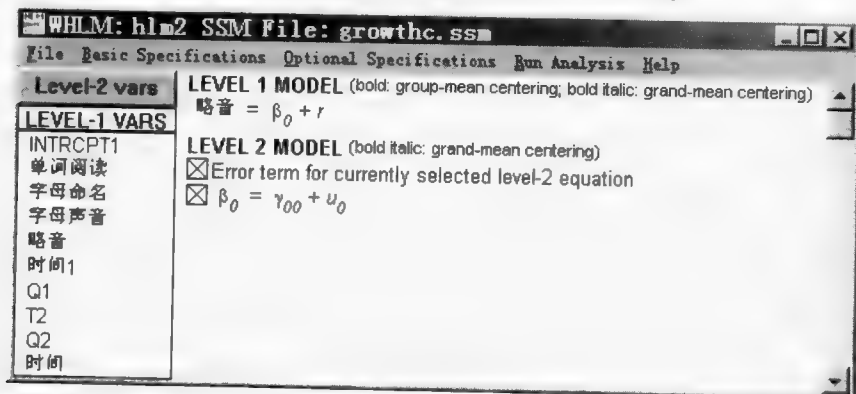 WHLM: hlm2 SSM File: growthc.ssm
File Basic Specifications Optional Specifications Run Analysis Help
Level-2 vars
LEVEL-1 VARS
INTRCPT1
单词阅读
字母命名
字母声音
略音
时间1
Q1
T2
Q2
时间
LEVEL 1 MODEL (bold: group-mean centering; bold italic: grand-mean centering)
略音 = β0 + r
LEVEL 2 MODEL (bold italic: grand-mean centering)
Error term for currently selected level-2 equation
β0 = γ00 + u0